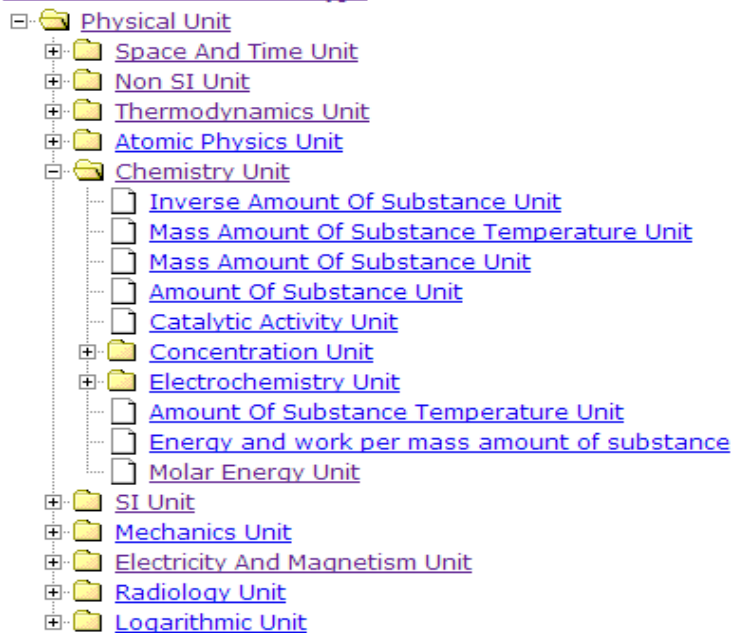 Physical Unit
Space And Time Unit
Non SI Unit
Thermodynamics Unit
Atomic Physics Unit
Chemistry Unit
Inverse Amount Of Substance Unit
Mass Amount Of Substance Temperature Unit
Mass Amount Of Substance Unit
Amount Of Substance Unit
Catalytic Activity Unit
Concentration Unit
Electrochemistry Unit
Amount Of Substance Temperature Unit
Energy and work per mass amount of substance
Molar Energy Unit
SI Unit
Mechanics Unit
Electricity And Magnetism Unit
Radiology Unit
Logarithmic Unit